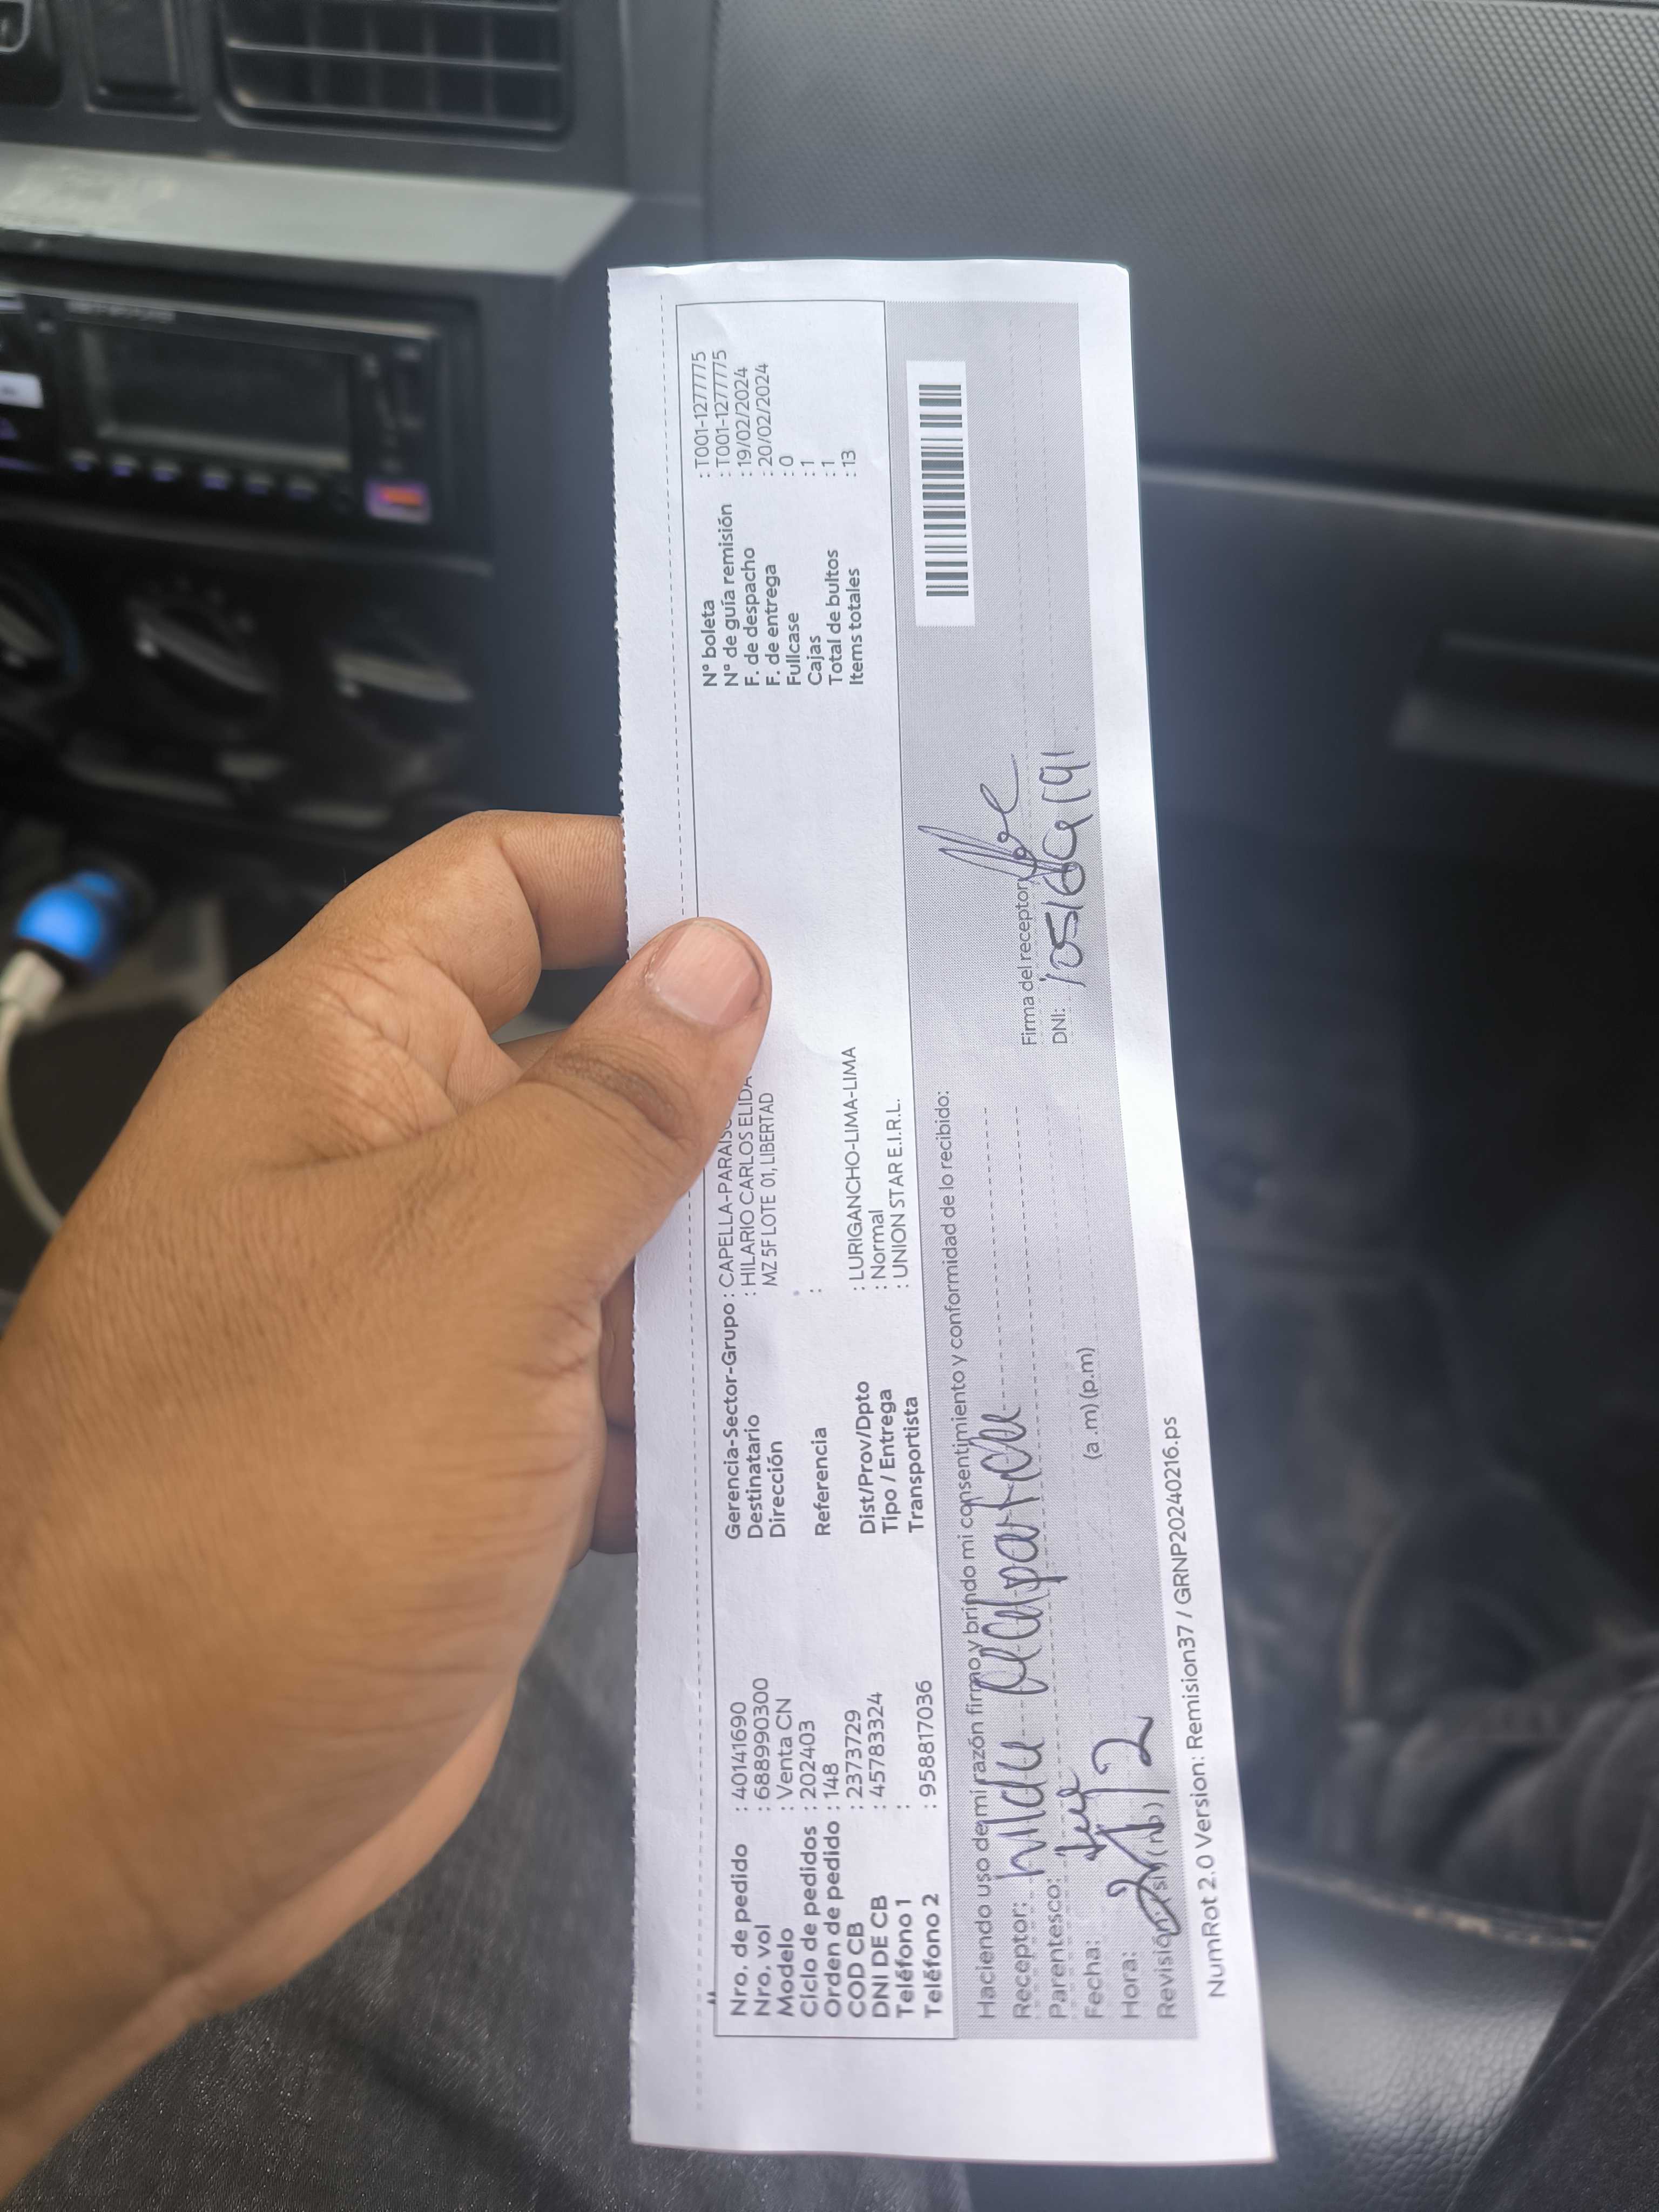 Nro. de pedido : 40141690
Nro. vol : 688990300
Modelo : Venta CN
Ciclo de pedidos : 202403
Orden de pedido : 148
COD CB : 2373729
DNI DE CB : 45783324
Teléfono 1 :
Teléfono 2 : 958817036
Gerencia-Sector-Grupo : CAPELLA-PARAIS
Destinatario : HILARIO CARLOS ELIDA
Dirección MZ 5F LOTE 01, LIBERTAD
Referencia :
Dist/Prov/Dpto : LURIGANCHO-LIMA-LIMA
Tipo / Entrega : Normal
Transportista : UNION STAR E.I.R.L.
N° boleta : T001-1277775
N° de guía remisión : T001-1277775
F. de despacho : 19/02/2024
F. de entrega : 20/02/2024
Fullcase : 0
Cajas : 1
Total de bultos : 1
Items totales : 13
Haciendo uso de mi razón firmo y brindo mi consentimiento y conformidad de lo recibido:
Receptor:
Parentesco:
Fecha:
Hora: (a .m) (p.m)
Revisión: (si) (no)
Firma del receptor
DNI:
NumRot 2.0 Version: Remision37 / GRNP20240216.ps